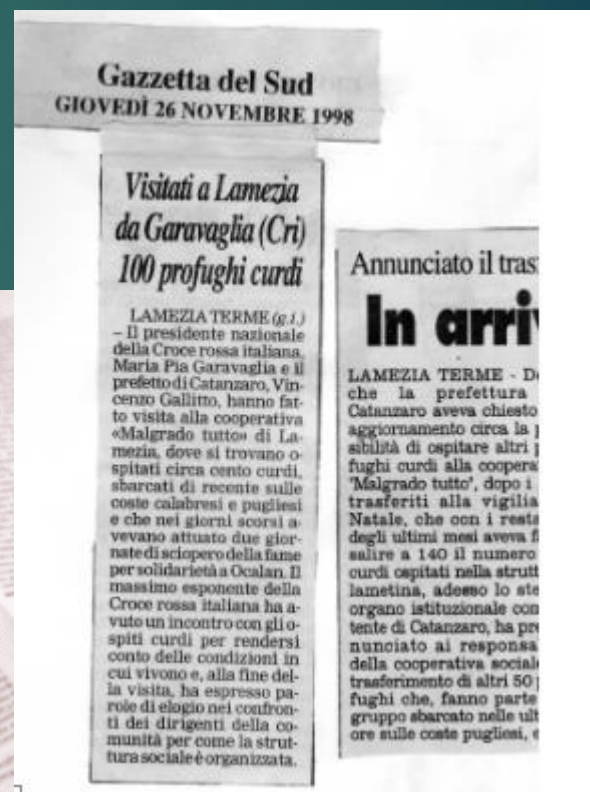 Gazzetta del Sud
GIOVEDÌ 26 NOVEMBRE 1998
Visitati a Lamezia
da Garavaglia (Cri)
100 profughi curdi
LAMEZIA TERME (g.i.)
– Il presidente nazionale
della Croce rossa italiana,
Maria Pia Garavaglia e il
prefetto di Catanzaro, Vin-
cenzo Gallitto, hanno fat-
to visita alla cooperativa
«Malgrado tutto» di La-
mezia, dove si trovano o-
spitati circa cento curdi,
sbarcati di recente sulle
coste calabresi e pugliesi
e che nei giorni scorsi a-
vevano attuato due gior-
nate di sciopero della fame
per solidarietà a Ocalan. Il
massimo esponente della
Croce rossa italiana ha a-
vuto un incontro con gli o-
spiti curdi per rendersi
conto delle condizioni in
cui vivono e, alla fine del-
la visita, ha espresso pa-
role di elogio nei confron-
ti dei dirigenti della co-
munità per come la strut-
tura sociale è organizzata.
Annunciato il tras
In arri
LAMEZIA TERME - D
che la prefettura
Catanzaro aveva chiesto
aggiornamento circa la p
sibilità di ospitare altri p
fughi curdi alla coopera
"Malgrado tutto", dopo i
trasferiti alla vigilia
Natale, che con i resta
degli ultimi mesi aveva f
salire a 140 il numero
curdi ospitati nella strutt
lametina, adesso lo ste
organo istituzionale com
tente di Catanzaro, ha pre
nunciato ai responsa
della cooperativa sociale
trasferimento di altri 50 p
fughi che, fanno parte
gruppo sbarcato nelle ult
ore sulle coste pugliesi, e